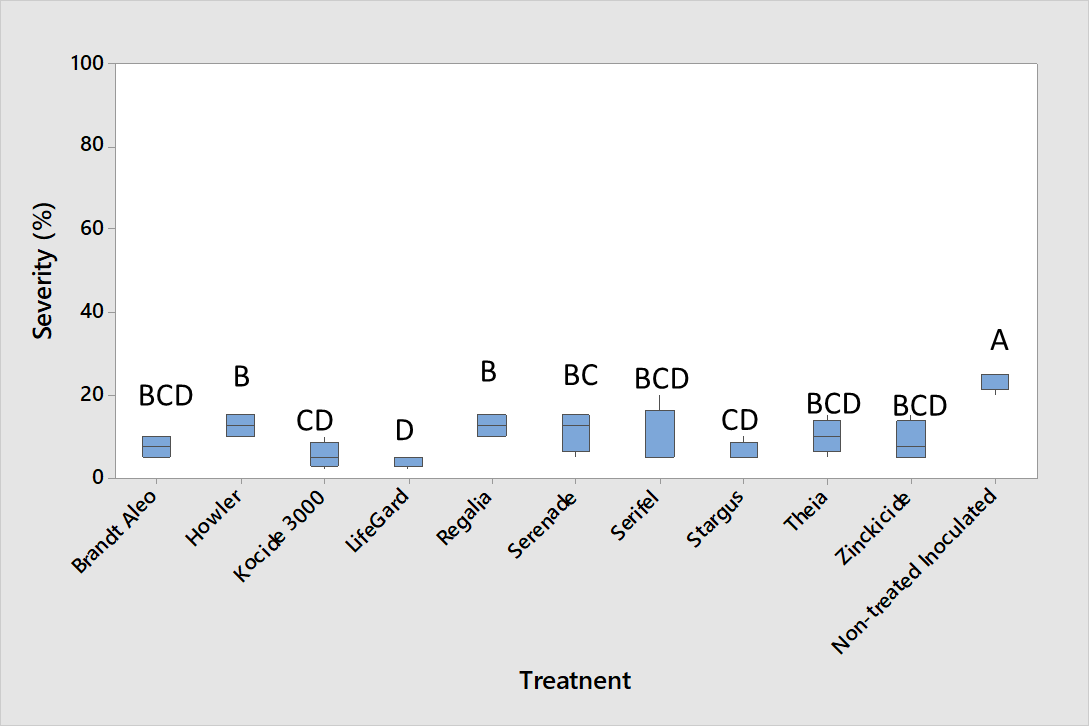 100
80
60
40
20
0
Severity (%)
BCD
B
CD
D
B
BC
BCD
CD
BCD
BCD
A
Brandt Aleo
Howler
Kocide 3000
LifeGard
Regalia
Serenade
Serifel
Stargus
Theia
Zinckicide
Non-treated Inoculated
Treatnent